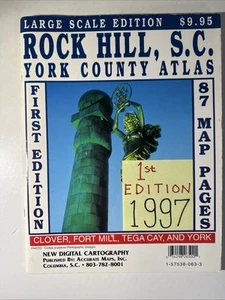 LARGE SCALE EDITION $9.95
ROCK HILL, S.C.
YORK COUNTY ATLAS
FIRST EDITION
1st
EDITION
1997
87 MAP PAGES
CLOVER, FORT MILL, TEGA CAY, AND YORK
NEW DIGITAL CARTOGRAPHY
PUBLISHED BY: ACCURATE MAPS, INC.
COLUMBIA, S.C. • 803-782-8001
1-57538-063-3